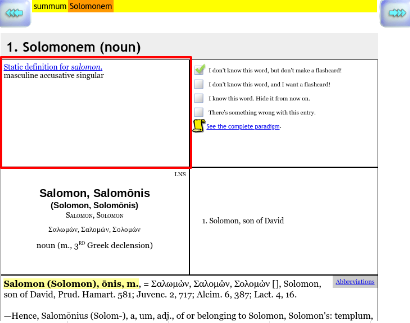 summum Solomonem
1. Solomonem (noun)
Static definition for salomon,
masculine accusative singular
I don't know this word, but don't make a flashcard!
I don't know this word, and I want a flashcard!
I know this word. Hide it from now on.
There's something wrong with this entry.
See the complete paradigm.
LNS
Salomon, Salomōnis
(Solomon, Solomōnis)
Salomon, Solomon
Σαλωμών, Σαλομών, Σολομών
noun (m., 3RD Greek declension)
1. Solomon, son of David
Salomon (Solomon), ōnis, m., = Σαλωμών, Σαλομών, Σολομών [], Solomon,
son of David, Prud. Hamart. 581; Juvenc. 2, 717; Alcim. 6, 387; Lact. 4, 16.
Abbreviations
—Hence, Salomōnius (Solom-), a, um, adj., of or belonging to Solomon, Solomon's: templum,